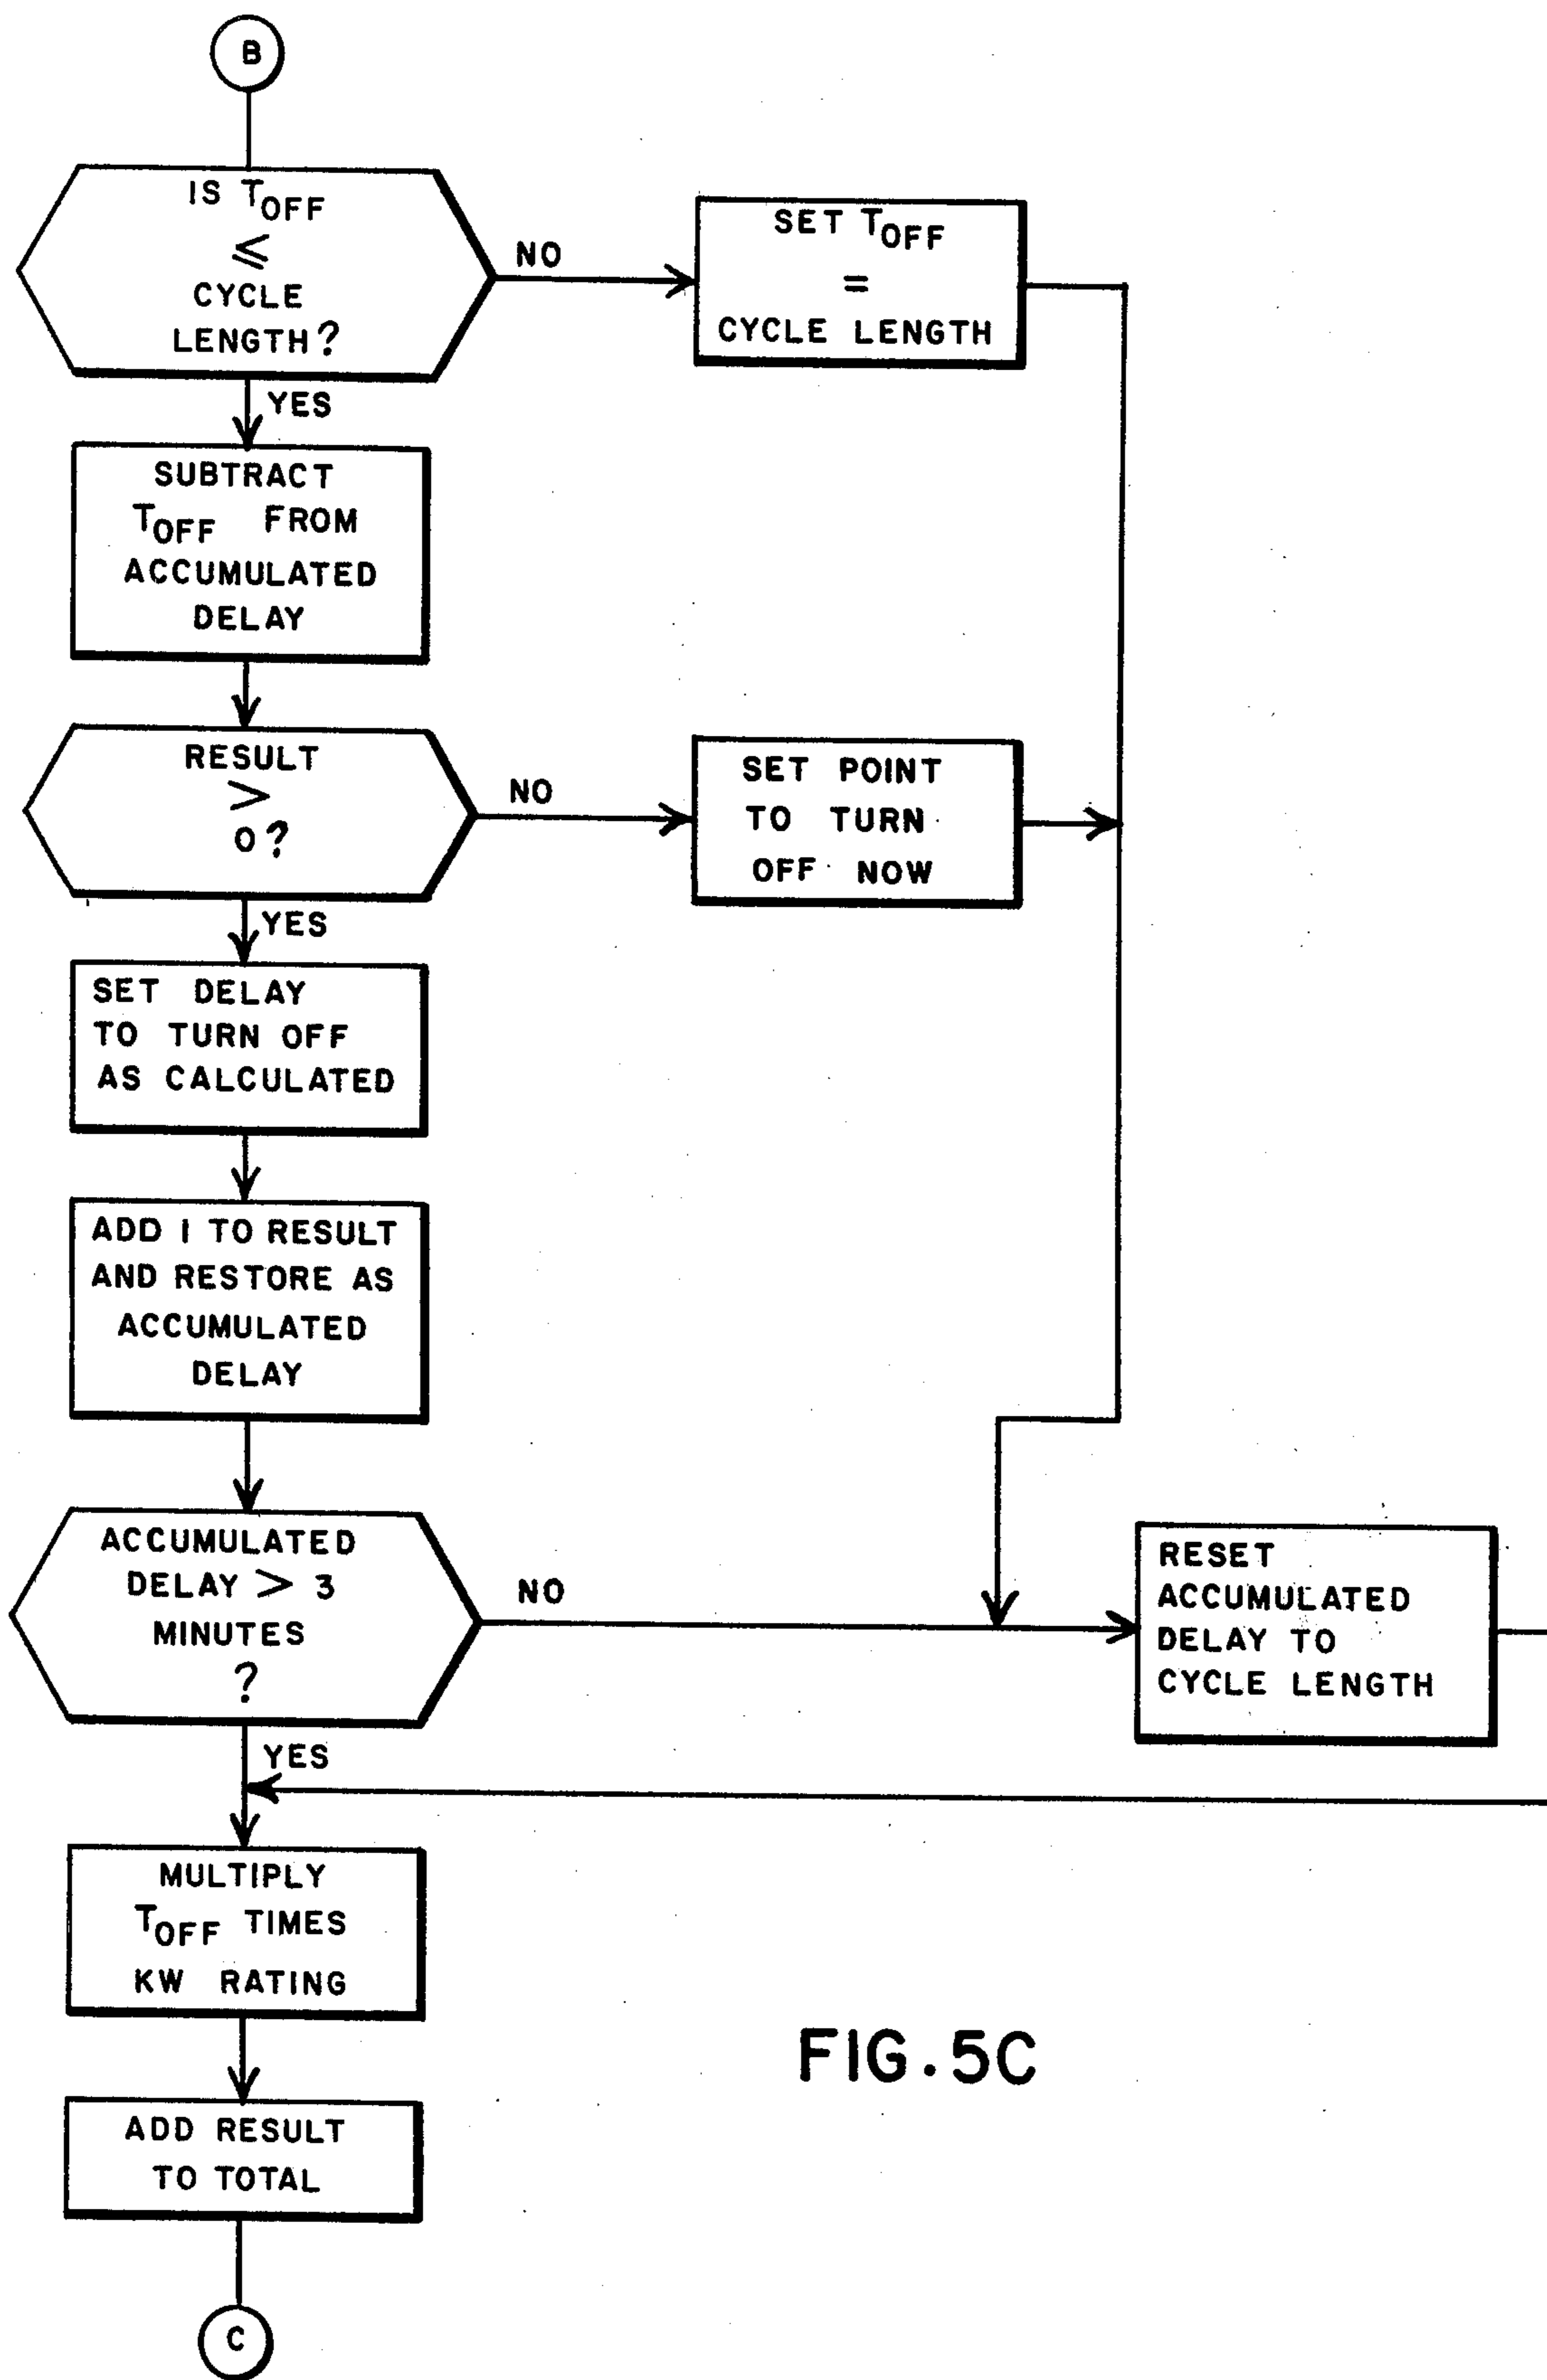 B
IS TOFF
≤
CYCLE
LENGTH?
NO
SET TOFF
=
CYCLE LENGTH
YES
SUBTRACT
TOFF FROM
ACCUMULATED
DELAY
RESULT
>
0?
NO
SET POINT
TO TURN
OFF NOW
YES
SET DELAY
TO TURN OFF
AS CALCULATED
ADD 1 TO RESULT
AND RESTORE AS
ACCUMULATED
DELAY
ACCUMULATED
DELAY > 3
MINUTES
?
NO
RESET
ACCUMULATED
DELAY TO
CYCLE LENGTH
YES
MULTIPLY
TOFF TIMES
KW RATING
ADD RESULT
TO TOTAL
C
FIG.5C